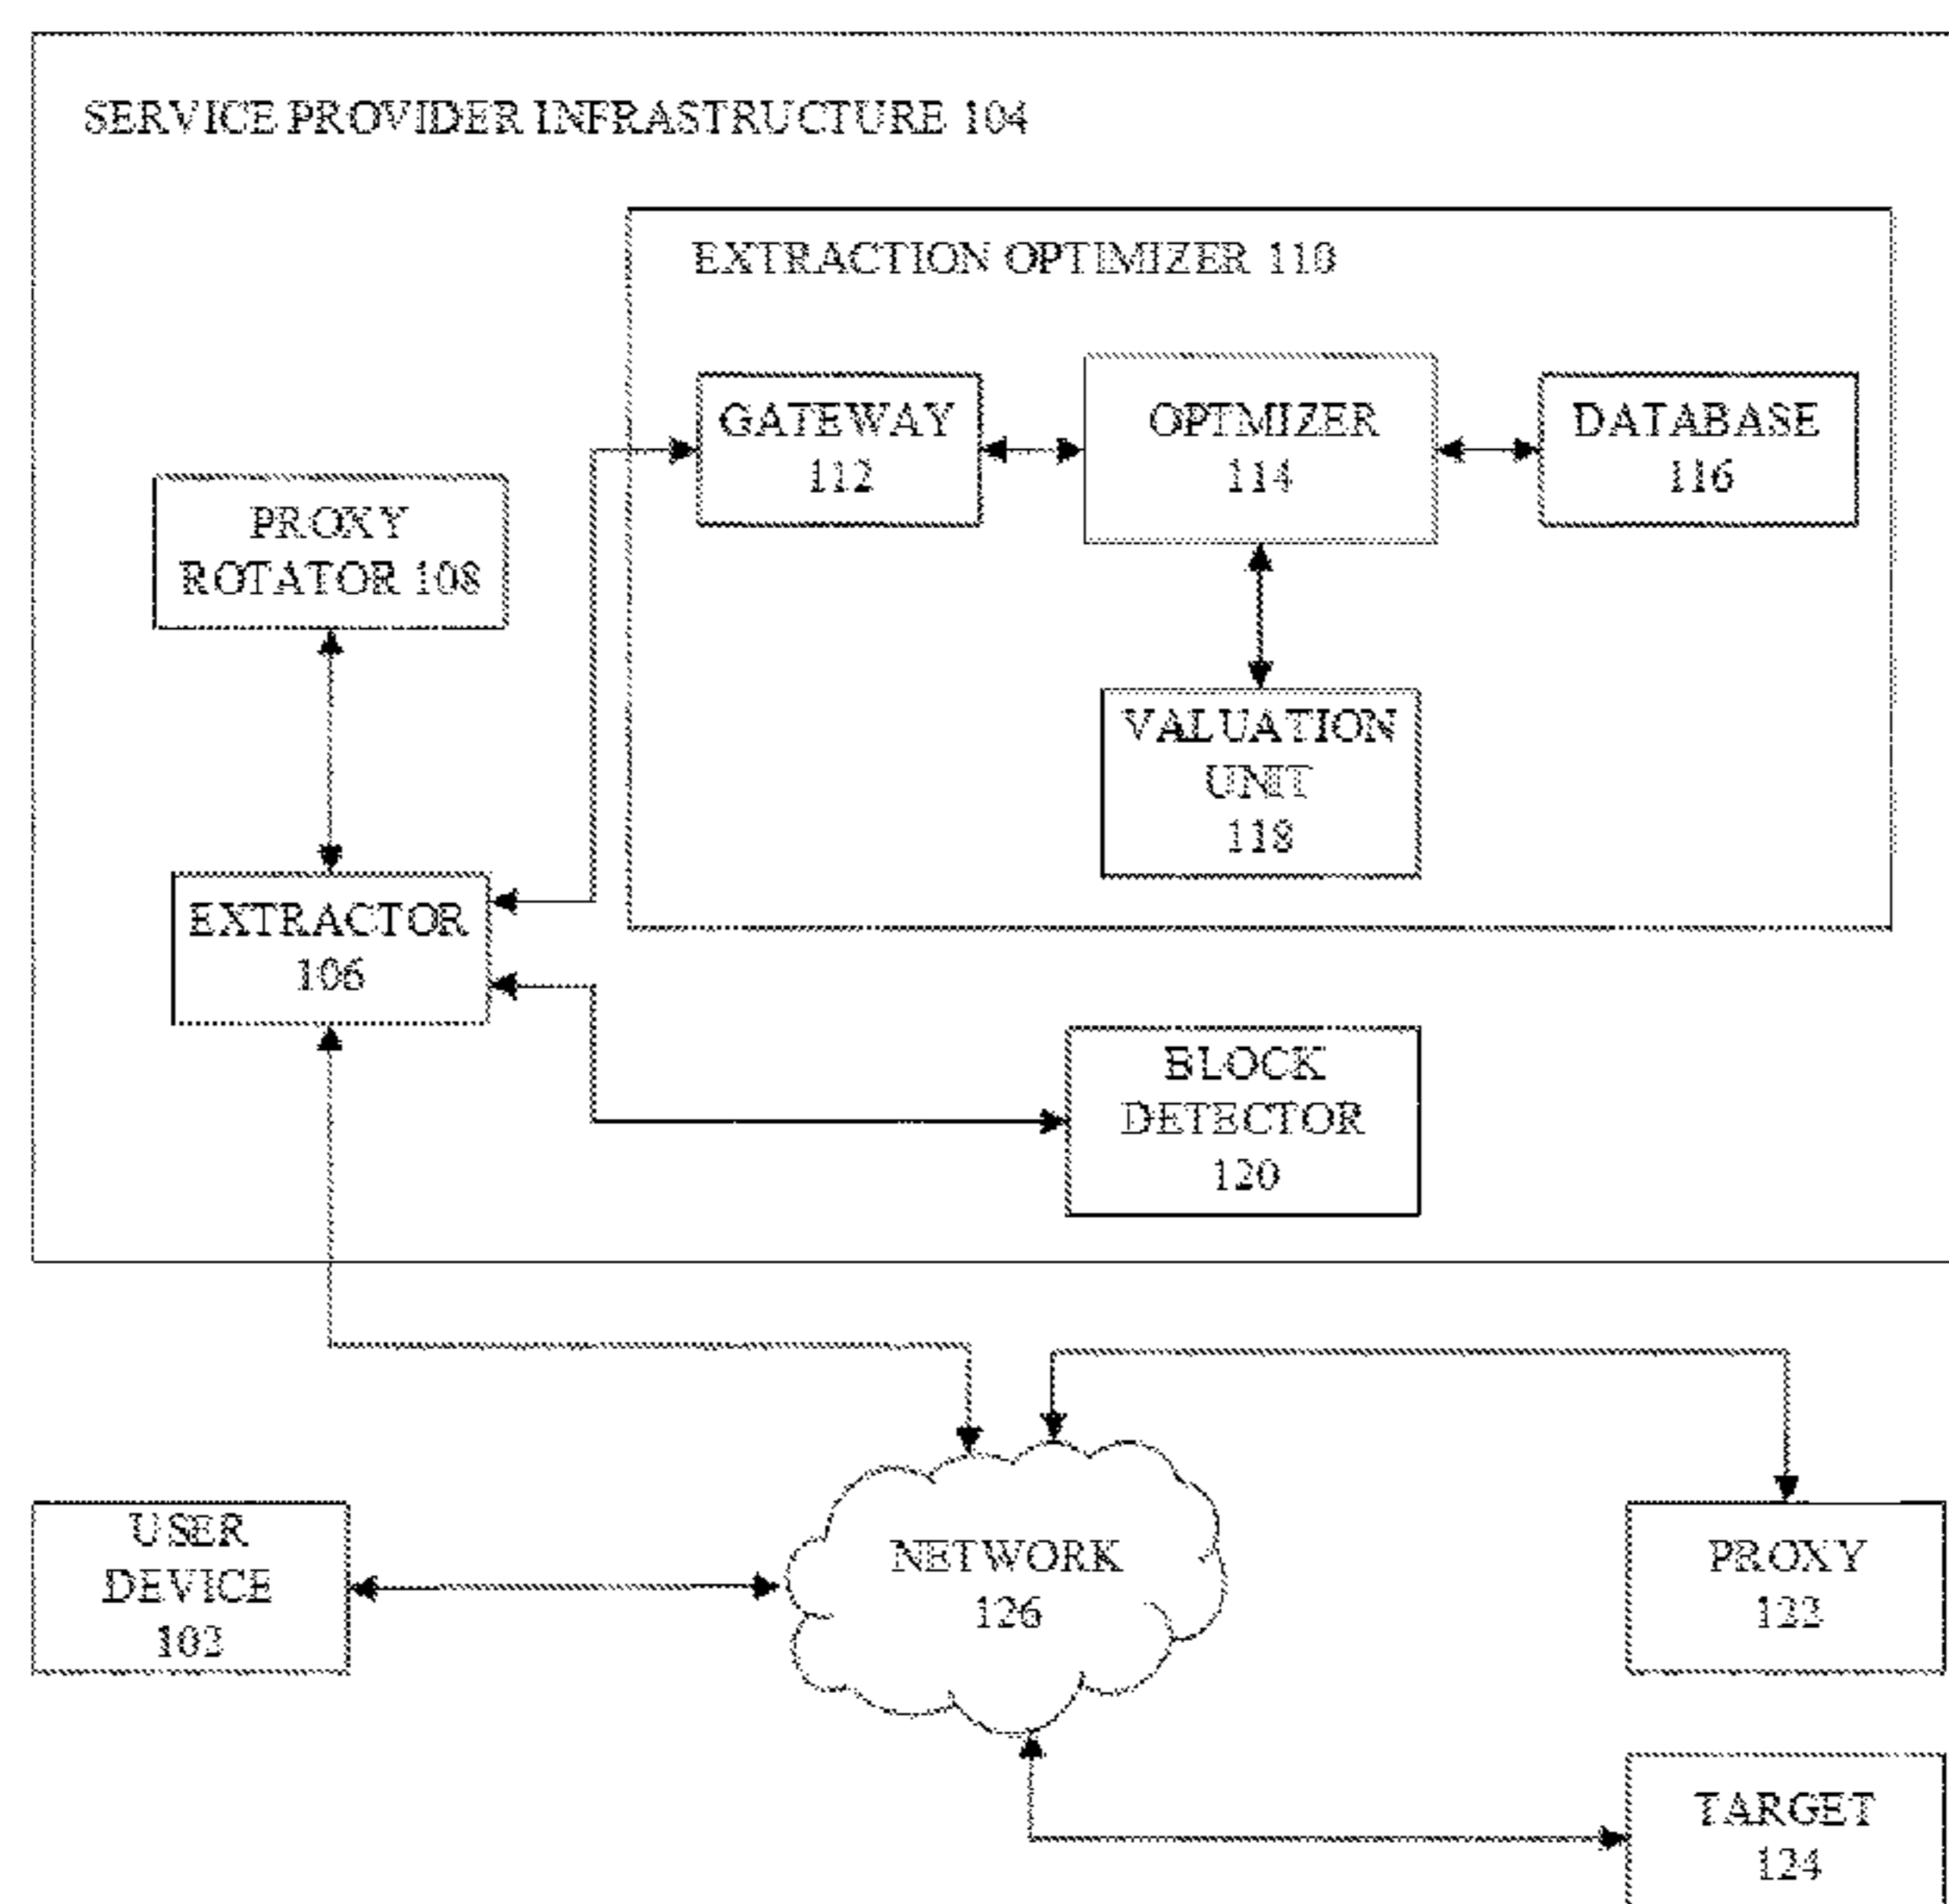 SERVICE PROVIDER INFRASTRUCTURE 104
EXTRACTION OPTIMIZER 110
GATEWAY
112
OPTMIZER
114
DATABASE
116
PROXY
ROTATOR 108
VALUATION
UNIT
118
EXTRACTOR
106
BLOCK
DETECTOR
120
USER
DEVICE
102
NETWORK
126
PROXY
122
TARGET
124